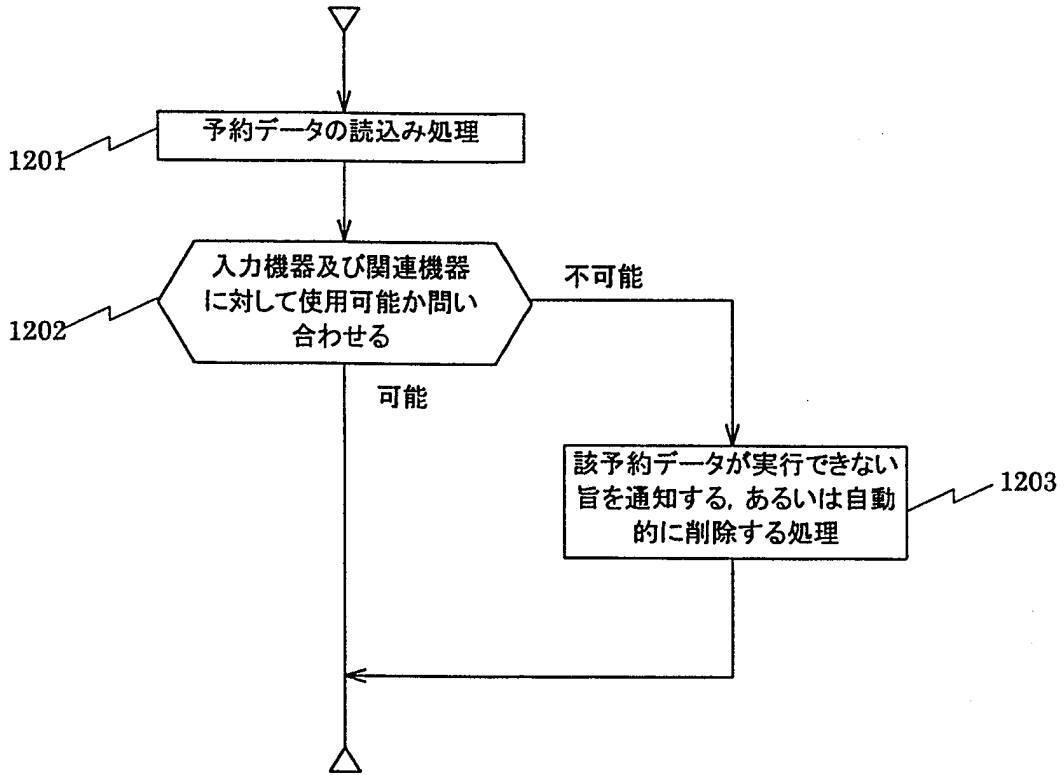 予約データの読込み処理
1201
入力機器及び関連機器
に対して使用可能か問い
合わせる
1202
不可能
可能
該予約データが実行できない
旨を通知する, あるいは自動
的に削除する処理
1203